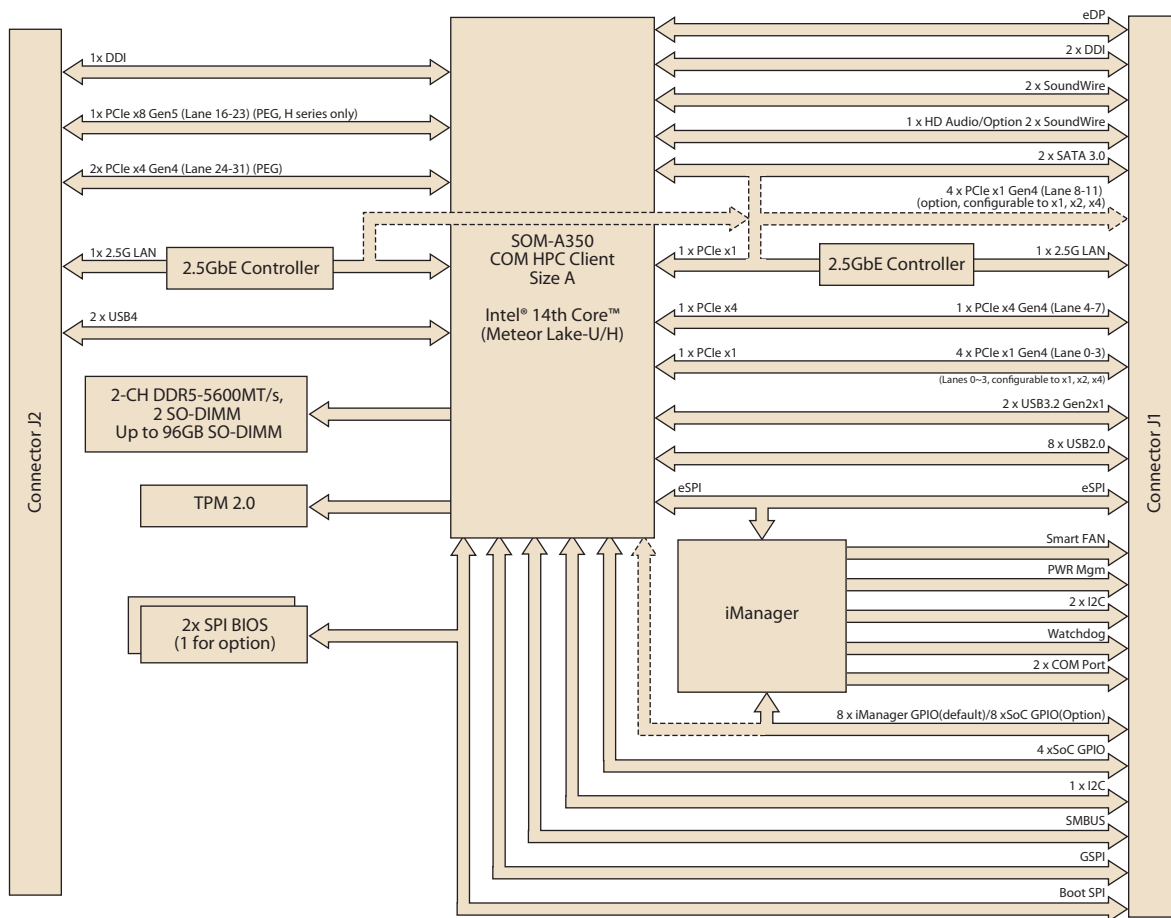 Connector J2
1x DDI
1x PCIe x8 Gen5 (Lane 16-23) (PEG, H series only)
2x PCIe x4 Gen4 (Lane 24-31) (PEG)
1x 2.5G LAN
2.5GbE Controller
2 x USB4
2-CH DDR5-5600MT/s,
2 SO-DIMM
Up to 96GB SO-DIMM
TPM 2.0
2x SPI BIOS
(1 for option)
SOM-A350
COM HPC Client
Size A
Intel® 14th Core™
(Meteor Lake-U/H)
eDP
2 x DDI
2 x SoundWire
1 x HD Audio/Option 2 x SoundWire
2 x SATA 3.0
4 x PCIe x1 Gen4 (Lane 8-11)
(option, configurable to x1, x2, x4)
1 x PCIe x1
2.5GbE Controller
1 x 2.5G LAN
1 x PCIe x4
1 x PCIe x4 Gen4 (Lane 4-7)
1 x PCIe x1
4 x PCIe x1 Gen4 (Lane 0-3)
(Lanes 0~3, configurable to x1, x2, x4)
2 x USB3.2 Gen2x1
8 x USB2.0
eSPI
eSPI
iManager
Smart FAN
PWR Mgm
2 x I2C
Watchdog
2 x COM Port
8 x iManager GPIO(default)/8 xSoC GPIO(Option)
4 xSoC GPIO
1 x I2C
SMBUS
GSPI
Boot SPI
Connector J1